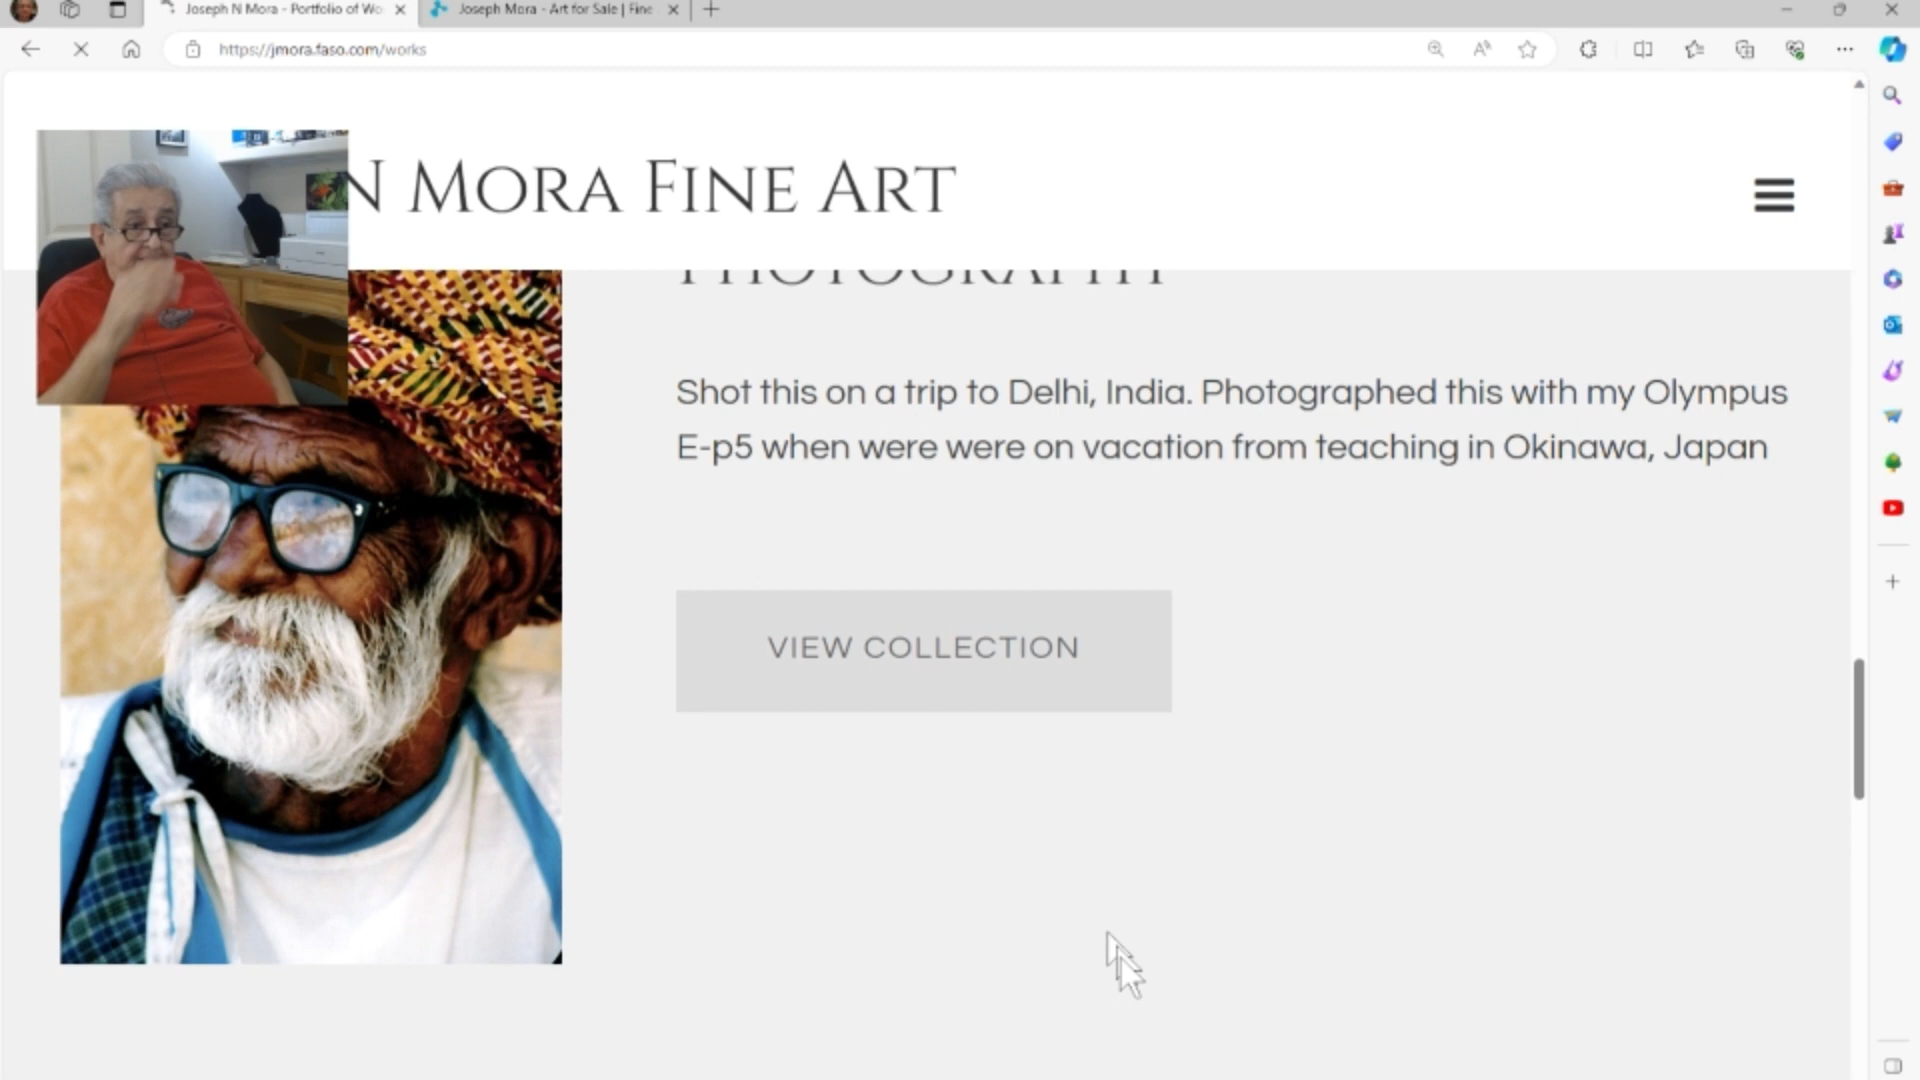 Joseph N Mora - Portfolio of Wo
Joseph Mora - Art for Sale | Fine
https://jmora.faso.com/works
N MORA FINE ART
PHOTOGRAPHY
Shot this on a trip to Delhi, India. Photographed this with my Olympus
E-p5 when were were on vacation from teaching in Okinawa, Japan
VIEW COLLECTION